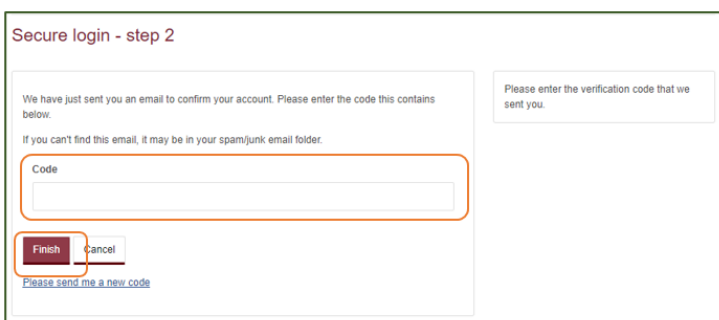 Secure login - step 2
We have just sent you an email to confirm your account. Please enter the code this contains
below.
If you can't find this email, it may be in your spam/junk email folder.
Code
Finish
Cancel
Please send me a new code
Please enter the verification code that we
sent you.